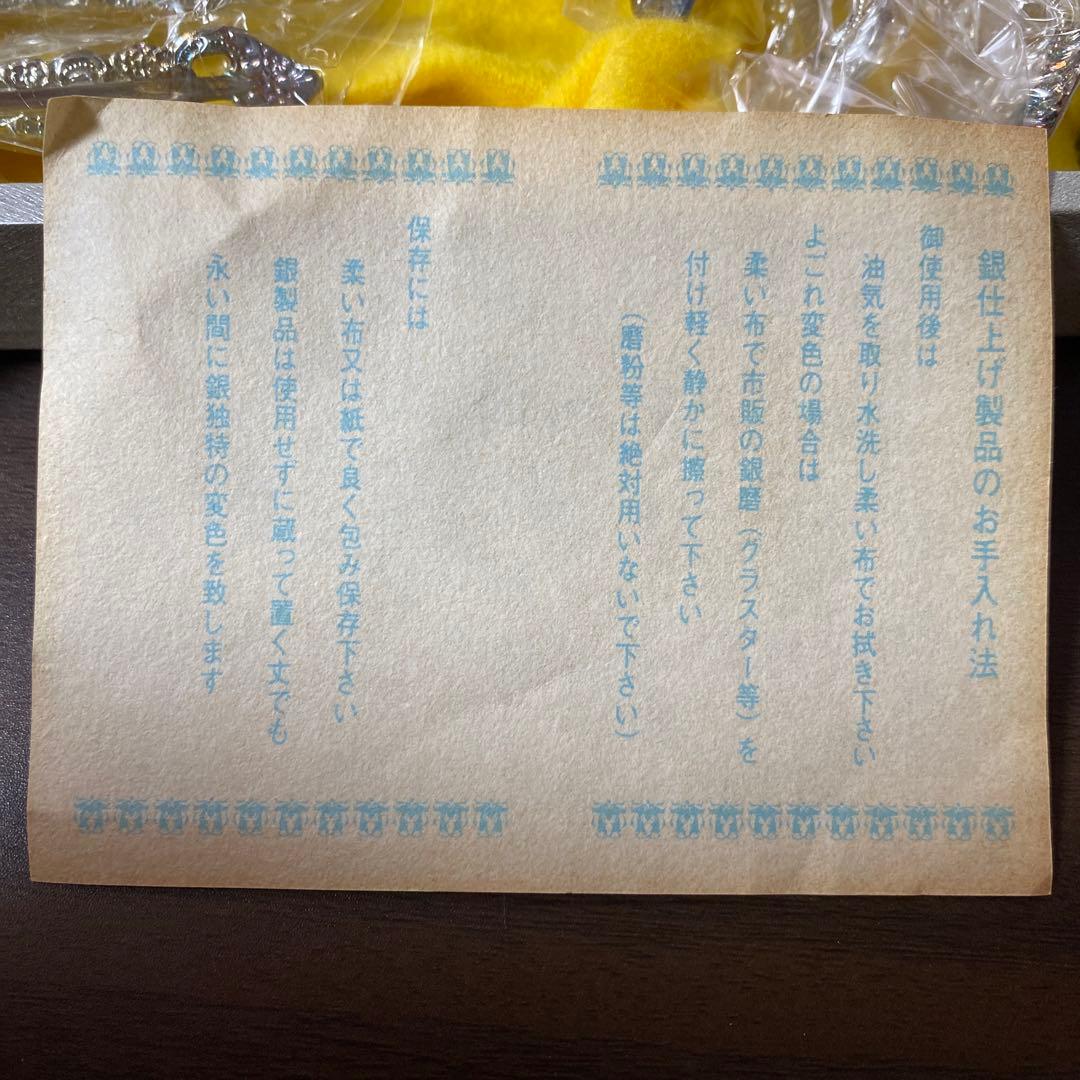 銀仕上げ製品のお手入れ法
御使用後は
油気を取り水洗し柔い布でお拭き下さい
よごれ変色の場合は
柔い布で市販の銀磨（グラスター等）を
付け軽く静かに擦って下さい
（磨粉等は絶対用いないで下さい）
保存には
柔い布又は紙で良く包み保存下さい
銀製品は使用せずに蔵って置く丈でも
永い間に銀独特の変色を致します